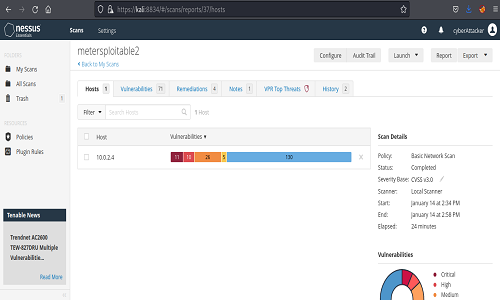 https://kali:8834/#/scans/reports/37/hosts
nessus
Essentials
Scans
Settings
cyberAttacker
FOLDERS
My Scans
All Scans
Trash
1
RESOURCES
Policies
Plugin Rules
Tenable News
Trendnet AC2600
TEW-827DRU Multiple
Vulnerabilitie...
Read More
metersploitable2
Back to My Scans
Configure
Audit Trail
Launch
Report
Export
Hosts 1
Vulnerabilities 71
Remediations 4
Notes 1
VPR Top Threats
History 2
Filter
Search Hosts
1 Host
Host
Vulnerabilities
10.0.2.4
11
10
26
5
130
Scan Details
Policy: Basic Network Scan
Status: Completed
Severity Base: CVSS v3.0
Scanner: Local Scanner
Start: January 14 at 2:34 PM
End: January 14 at 2:58 PM
Elapsed: 24 minutes
Vulnerabilities
Critical
High
Medium